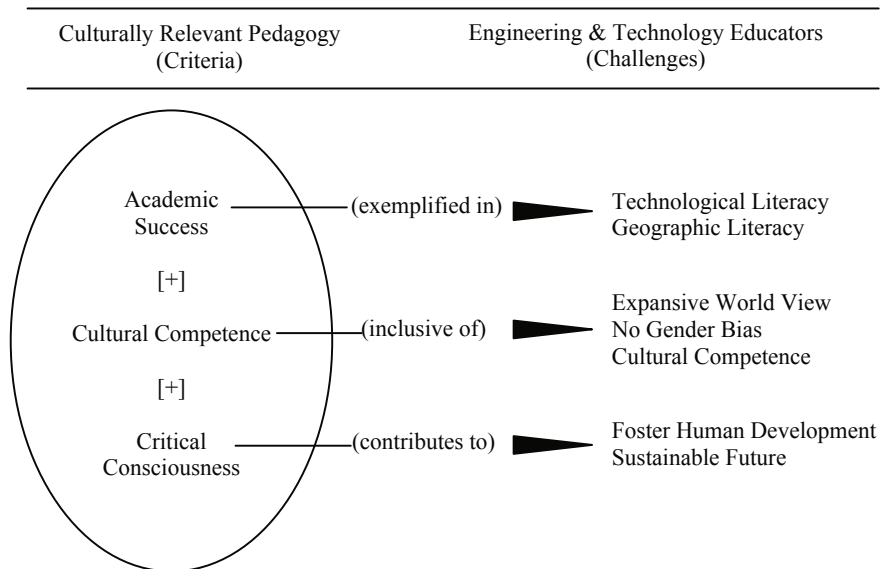 Culturally Relevant Pedagogy
(Criteria)
Engineering & Technology Educators
(Challenges)
Academic
Success
(exemplified in)
Technological Literacy
Geographic Literacy
[+]
Cultural Competence
(inclusive of)
Expansive World View
No Gender Bias
Cultural Competence
[+]
Critical
Consciousness
(contributes to)
Foster Human Development
Sustainable Future